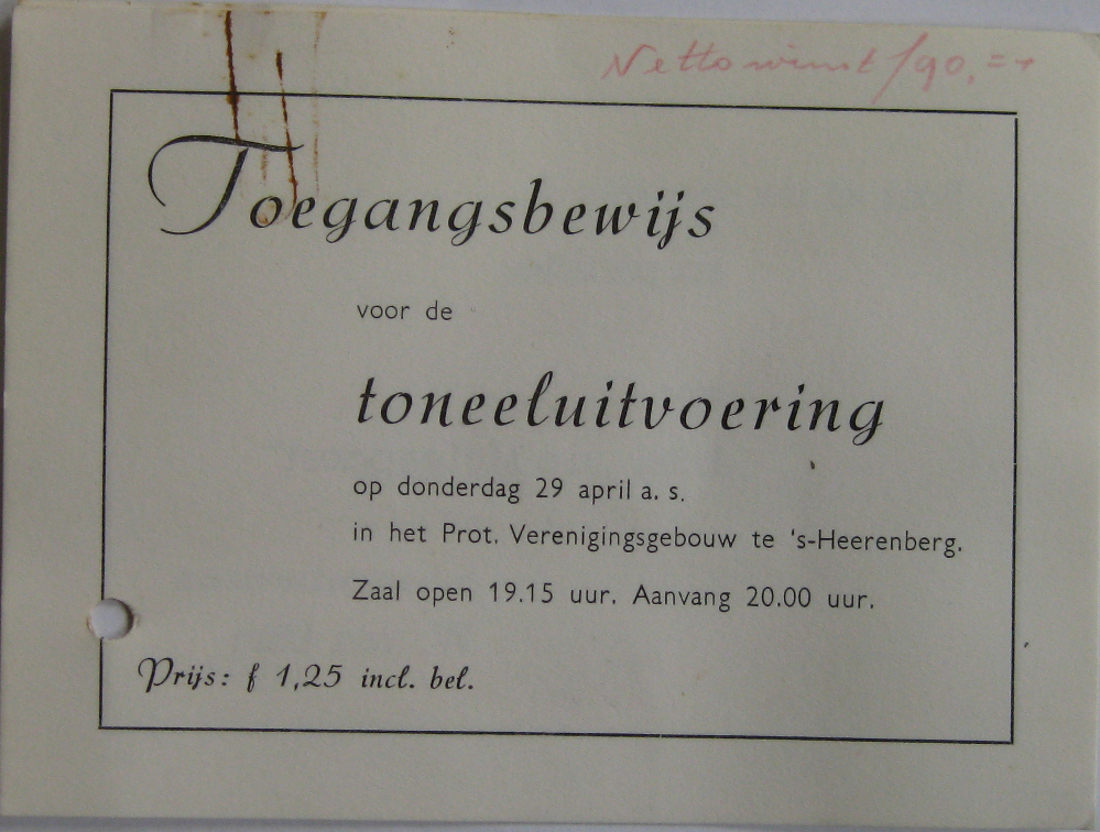 Nettowinst f 90,=
Toegangsbewijs
voor de
toneeluitvoering
op donderdag 29 april a. s.
in het Prot. Verenigingsgebouw te 's-Heerenberg.
Zaal open 19.15 uur. Aanvang 20.00 uur.
Prijs: f 1,25 incl. bel.